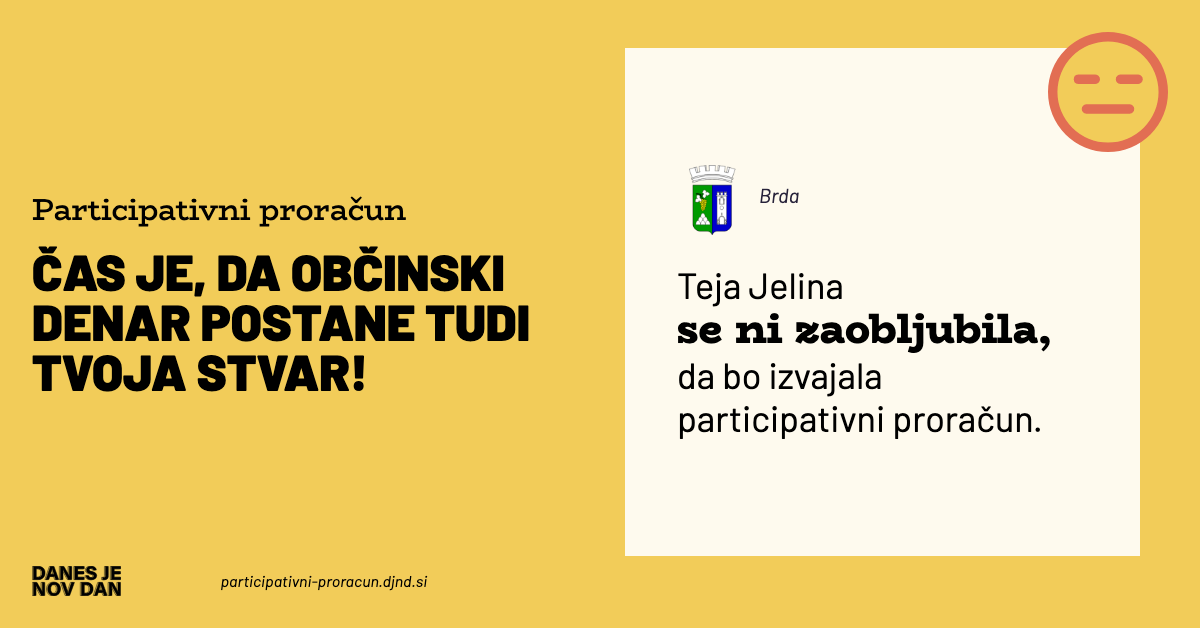 Participativni proračun
ČAS JE, DA OBČINSKI
DENAR POSTANE TUDI
TVOJA STVAR!
DANES JE
NOV DAN
participativni-proracun.djnd.si
Brda
Teja Jelina
se ni zaobljubila,
da bo izvajala
participativni proračun.